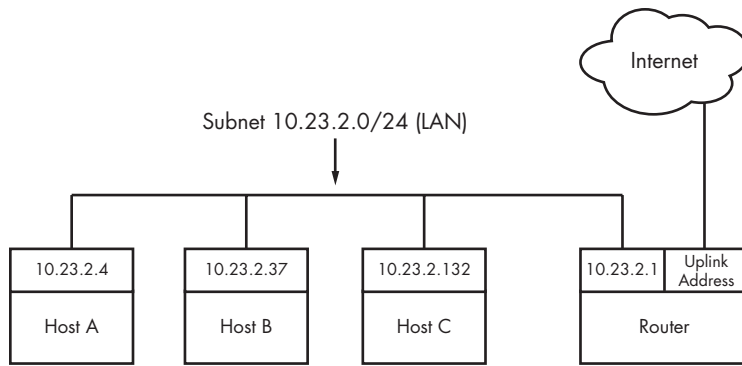 Internet
Subnet 10.23.2.0/24 (LAN)
10.23.2.4
10.23.2.37
10.23.2.132
10.23.2.1
Uplink
Address
Host A
Host B
Host C
Router